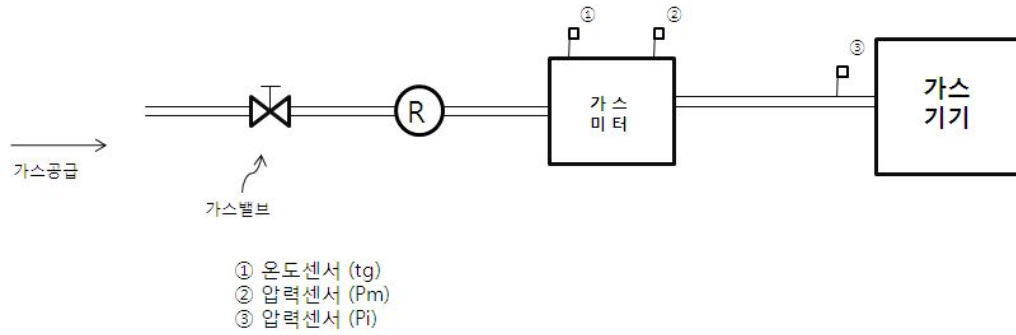 ①
②
③
R
가 스
미 터
가스
기기
가스공급
가스밸브
① 온도센서 (tg)
② 압력센서 (Pm)
③ 압력센서 (Pi)